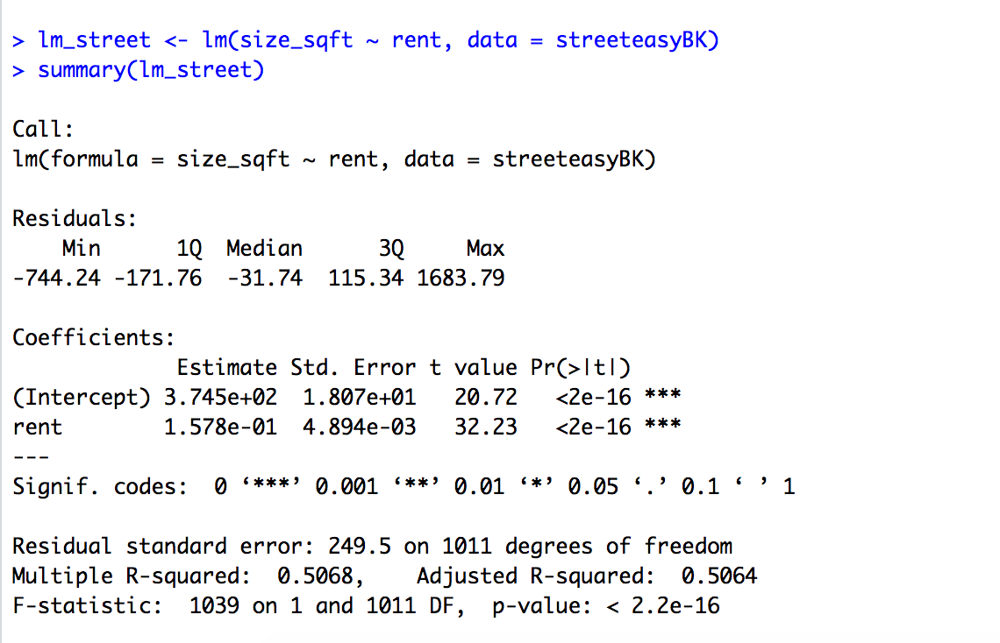 > lm_street <- lm(size_sqft ~ rent, data = streeteasyBK)
> summary(lm_street)
Call:
lm(formula = size_sqft ~ rent, data = streeteasyBK)
Residuals:
    Min      1Q  Median      3Q     Max
-744.24 -171.76  -31.74  115.34 1683.79
Coefficients:
             Estimate Std. Error t value Pr(>|t|)
(Intercept) 3.745e+02  1.807e+01   20.72   <2e-16 ***
rent        1.578e-01  4.894e-03   32.23   <2e-16 ***
---
Signif. codes:  0 ‘***’ 0.001 ‘**’ 0.01 ‘*’ 0.05 ‘.’ 0.1 ‘ ’ 1
Residual standard error: 249.5 on 1011 degrees of freedom
Multiple R-squared:  0.5068,    Adjusted R-squared:  0.5064
F-statistic:  1039 on 1 and 1011 DF,  p-value: < 2.2e-16